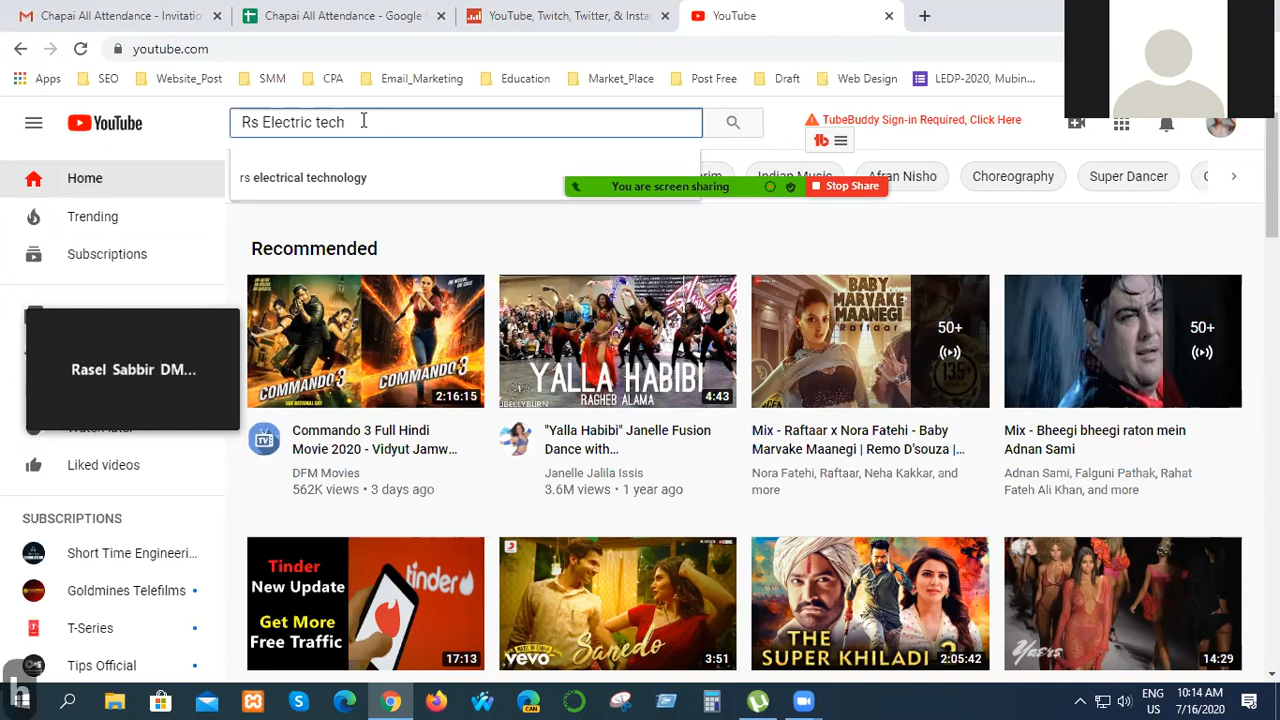 Chapai All Attendance - Invitatio
Chapai All Attendance - Google
YouTube, Twitch, Twitter, & Insta
YouTube
youtube.com
Apps
SEO
Website_Post
SMM
CPA
Email_Marketing
Education
Market_Place
Post Free
Draft
Web Design
LEDP-2020, Mubin...
YouTube
Rs Electric tech
TubeBuddy Sign-in Required, Click Here
tb
rs electrical technology
Indian Music
Afran Nisho
Choreography
Super Dancer
You are screen sharing
Stop Share
Home
Trending
Subscriptions
Rasel Sabbir DM...
Liked videos
SUBSCRIPTIONS
Short Time Engineeri...
Goldmines Telefilms
T-Series
Tips Official
Recommended
COMMANDO 3
COMMANDO 3
2:16:15
Commando 3 Full Hindi
Movie 2020 - Vidyut Jamw...
DFM Movies
562K views • 3 days ago
YALLA HABIBI
RAGHEB ALAMA
4:43
"Yalla Habibi" Janelle Fusion
Dance with...
Janelle Jalila Issis
3.6M views • 1 year ago
BABY
MARVAKE
MAANEGI
Raftaar
50+
Mix - Raftaar x Nora Fatehi - Baby
Marvake Maanegi | Remo D'souza |...
Nora Fatehi, Raftaar, Neha Kakkar, and
more
50+
Mix - Bheegi bheegi raton mein
Adnan Sami
Adnan Sami, Falguni Pathak, Rahat
Fateh Ali Khan, and more
Tinder
New Update
Get More
Free Traffic
tinder
17:13
vevo
Sanedo
3:51
THE
SUPER KHILADI
2:05:42
Yaers
14:29
CAN
ENG
US
10:14 AM
7/16/2020